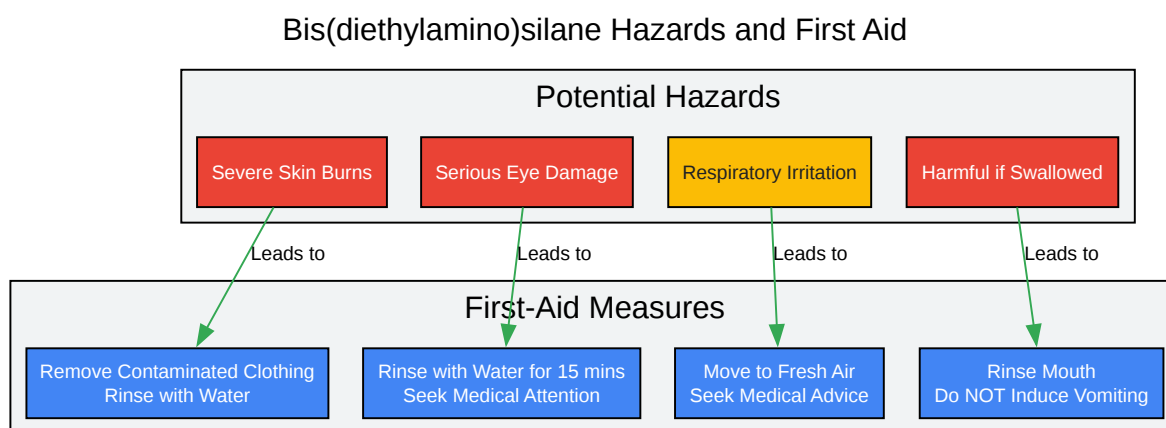 Bis(diethylamino)silane Hazards and First Aid
Potential Hazards
Severe Skin Burns
Serious Eye Damage
Respiratory Irritation
Harmful if Swallowed
Leads to
Leads to
Leads to
Leads to
First-Aid Measures
Remove Contaminated Clothing
Rinse with Water
Rinse with Water for 15 mins
Seek Medical Attention
Move to Fresh Air
Seek Medical Advice
Rinse Mouth
Do NOT Induce Vomiting